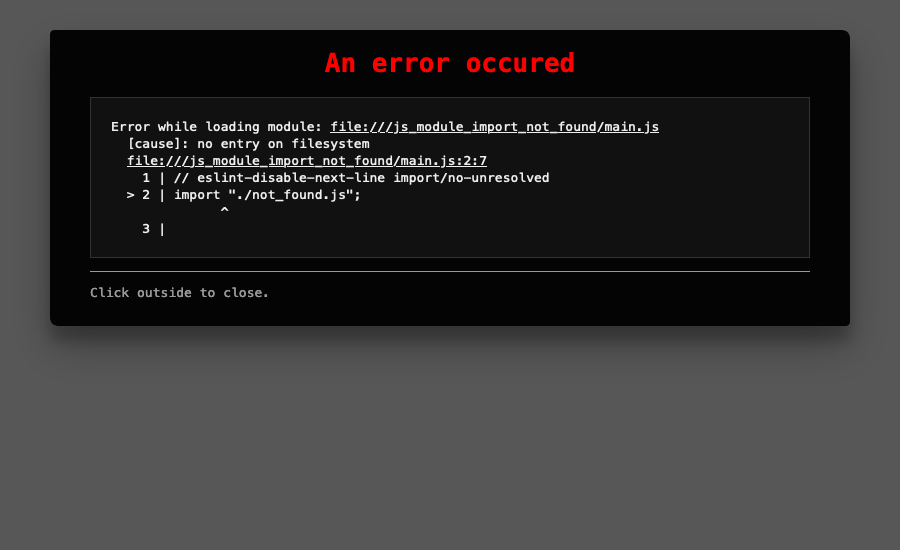 An error occured
Error while loading module: file:///js_module_import_not_found/main.js
[cause]: no entry on filesystem
file:///js_module_import_not_found/main.js:2:7
1 | // eslint-disable-next-line import/no-unresolved
> 2 | import "./not_found.js";
^
3 |
Click outside to close.